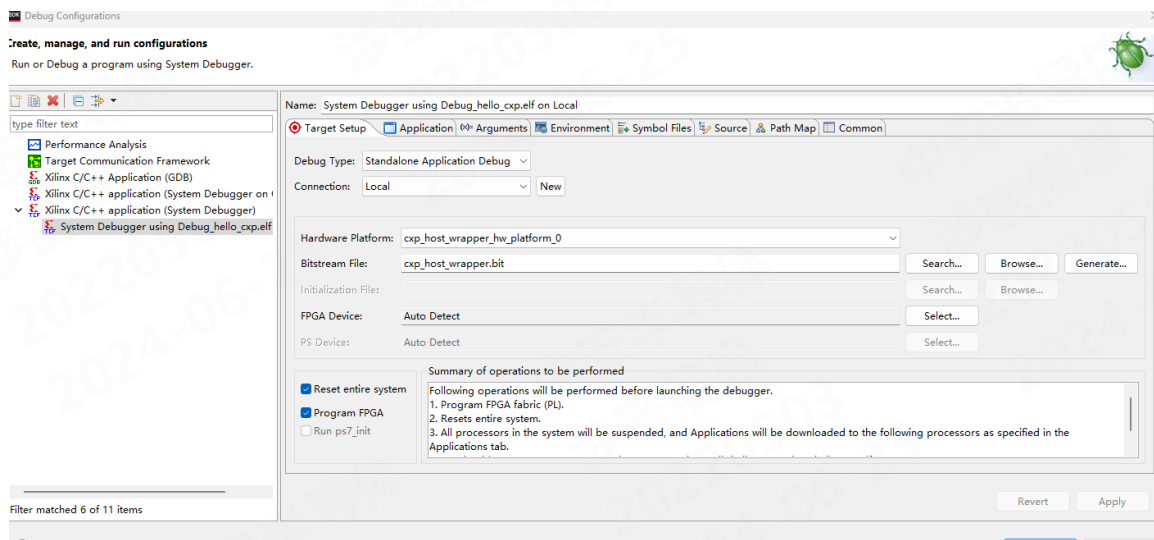 SDK Debug Configurations
Create, manage, and run configurations
Run or Debug a program using System Debugger.
type filter text
Performance Analysis
Target Communication Framework
Xilinx C/C++ Application (GDB)
Xilinx C/C++ application (System Debugger on
Xilinx C/C++ application (System Debugger)
System Debugger using Debug_hello_cxp.elf
Filter matched 6 of 11 items
Name: System Debugger using Debug_hello_cxp.elf on Local
Target Setup Application Arguments Environment Symbol Files Source Path Map Common
Debug Type: Standalone Application Debug
Connection: Local New
Hardware Platform: cxp_host_wrapper_hw_platform_0
Bitstream File: cxp_host_wrapper.bit Search... Browse... Generate...
Initialization File: Search... Browse...
FPGA Device: Auto Detect Select...
PS Device: Auto Detect Select...
Reset entire system
Program FPGA
Run ps7_init
Summary of operations to be performed
Following operations will be performed before launching the debugger.
1. Program FPGA fabric (PL).
2. Resets entire system.
3. All processors in the system will be suspended, and Applications will be downloaded to the following processors as specified in the
Applications tab.
Revert Apply